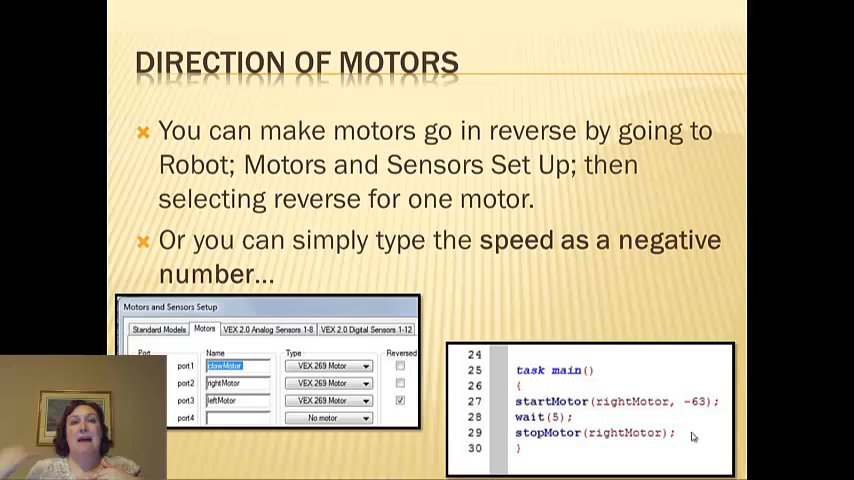 DIRECTION OF MOTORS
You can make motors go in reverse by going to
Robot; Motors and Sensors Set Up; then
selecting reverse for one motor.
Or you can simply type the speed as a negative
number...
Motors and Sensors Setup
Standard Models Motors VEX 2.0 Analog Sensors 1-8 VEX 2.0 Digital Sensors 1-12
Port Name Type Reversed
port1 clawMotor VEX 269 Motor
port2 rightMotor VEX 269 Motor
port3 leftMotor VEX 269 Motor
port4 No motor
24
25 task main()
26 {
27 startMotor(rightMotor, -63);
28 wait(5);
29 stopMotor(rightMotor);
30 }